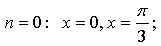 n = 0: x = 0, x = π/3;